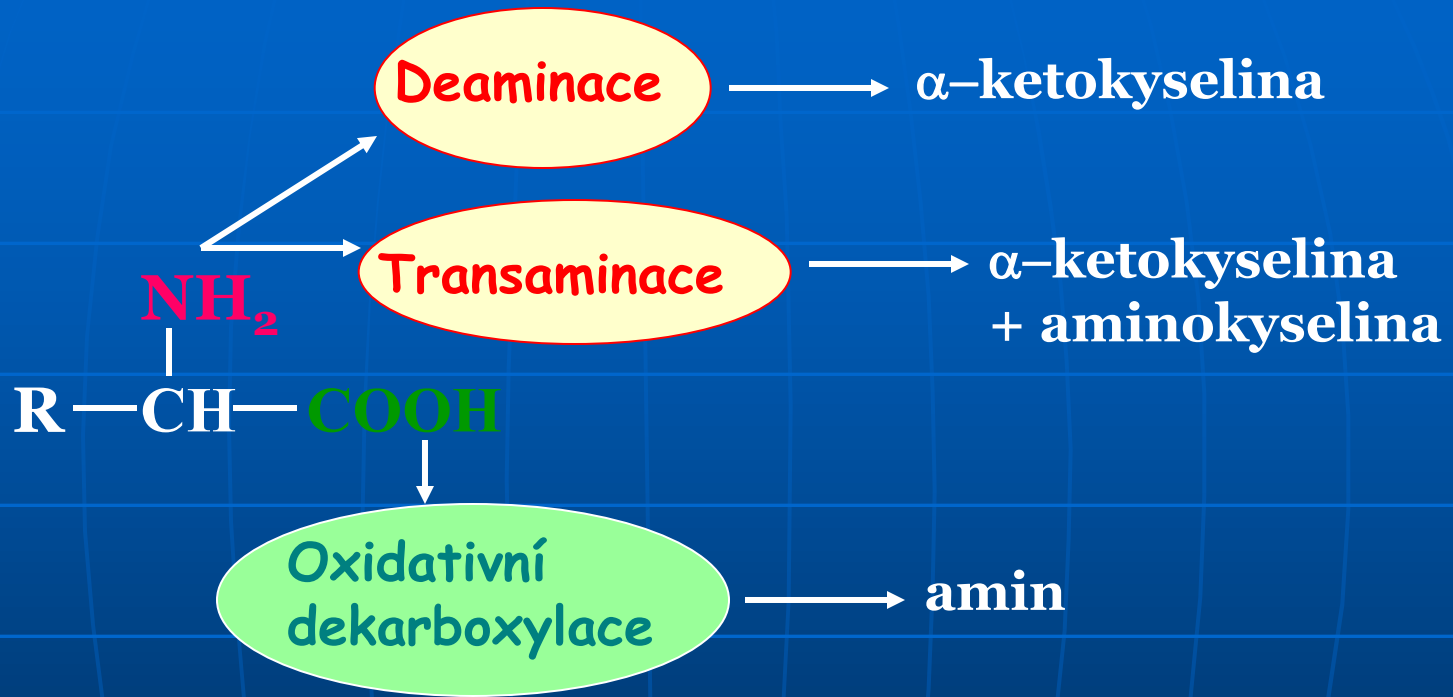 Deaminace
α–ketokyselina
Transaminace
α–ketokyselina
+ aminokyselina
NH₂
R CH COOH
Oxidativní
dekarboxylace
amin